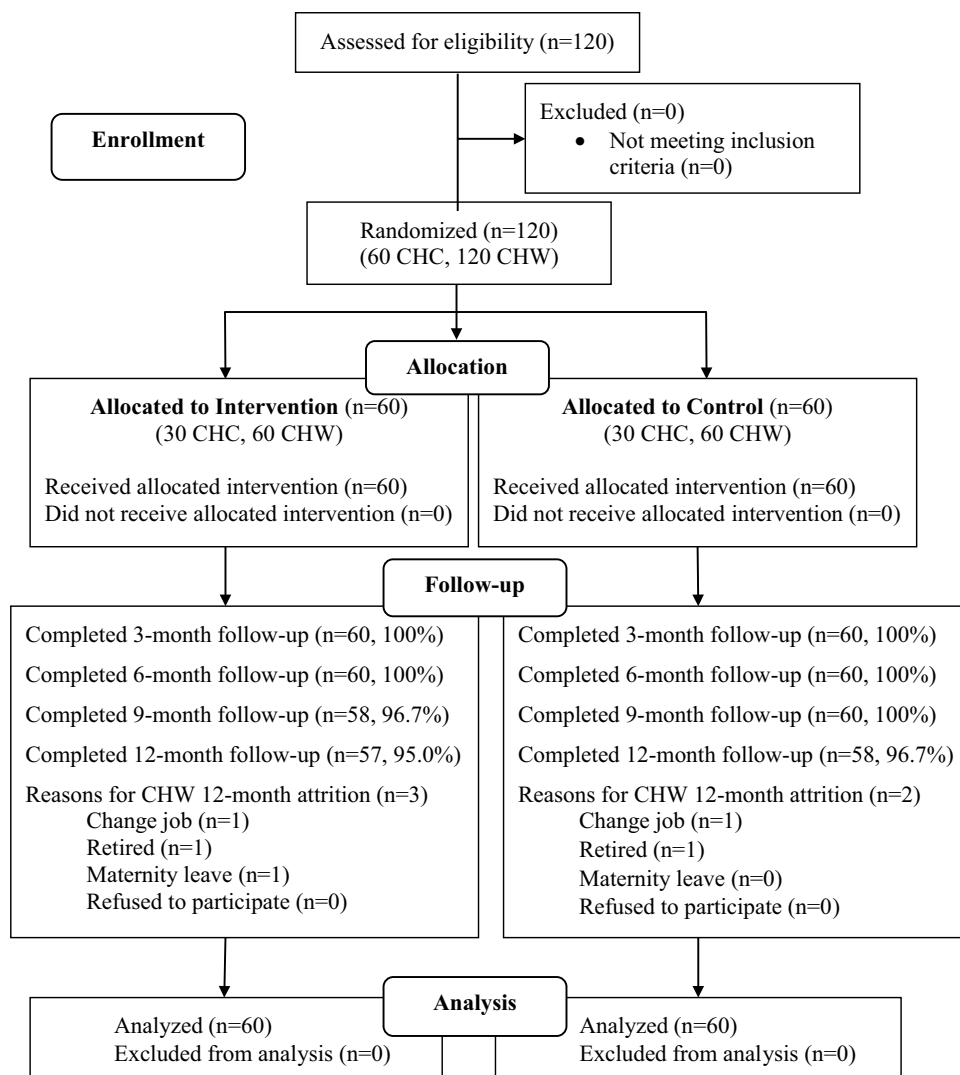 Assessed for eligibility (n=120)
Excluded (n=0)
• Not meeting inclusion
criteria (n=0)
Enrollment
Randomized (n=120)
(60 CHC, 120 CHW)
Allocation
Allocated to Intervention (n=60)
(30 CHC, 60 CHW)
Received allocated intervention (n=60)
Did not receive allocated intervention (n=0)
Allocated to Control (n=60)
(30 CHC, 60 CHW)
Received allocated intervention (n=60)
Did not receive allocated intervention (n=0)
Follow-up
Completed 3-month follow-up (n=60, 100%)
Completed 6-month follow-up (n=60, 100%)
Completed 9-month follow-up (n=58, 96.7%)
Completed 12-month follow-up (n=57, 95.0%)
Reasons for CHW 12-month attrition (n=3)
Change job (n=1)
Retired (n=1)
Maternity leave (n=1)
Refused to participate (n=0)
Completed 3-month follow-up (n=60, 100%)
Completed 6-month follow-up (n=60, 100%)
Completed 9-month follow-up (n=60, 100%)
Completed 12-month follow-up (n=58, 96.7%)
Reasons for CHW 12-month attrition (n=2)
Change job (n=1)
Retired (n=1)
Maternity leave (n=0)
Refused to participate (n=0)
Analysis
Analyzed (n=60)
Excluded from analysis (n=0)
Analyzed (n=60)
Excluded from analysis (n=0)